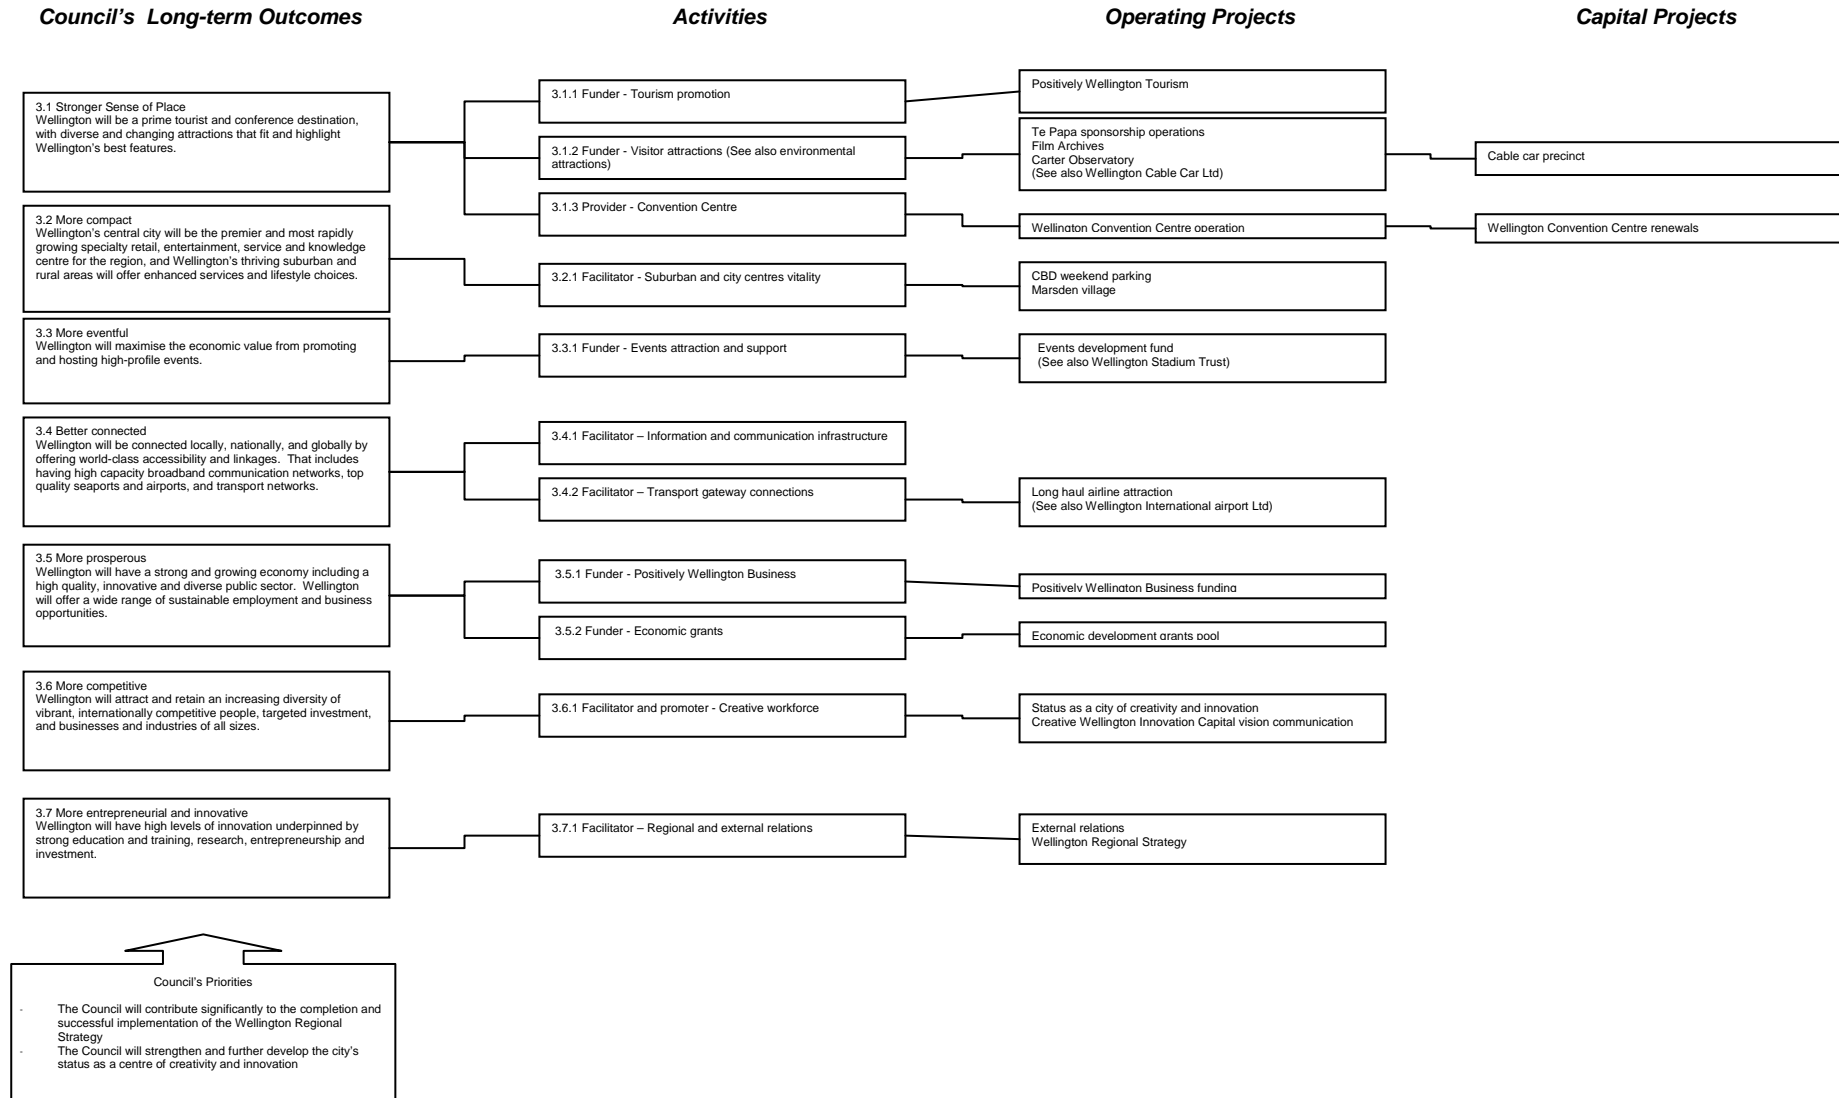 Council's  Long-term Outcomes
Activities
Operating Projects
Capital Projects
3.1 Stronger Sense of Place
Wellington will be a prime tourist and conference destination,
with diverse and changing attractions that fit and highlight
Wellington's best features.
3.1.1 Funder - Tourism promotion
Positively Wellington Tourism
3.1.2 Funder - Visitor attractions (See also environmental
attractions)
Te Papa sponsorship operations
Film Archives
Carter Observatory
(See also Wellington Cable Car Ltd)
Cable car precinct
3.1.3 Provider - Convention Centre
Wellington Convention Centre operation
Wellington Convention Centre renewals
3.2 More compact
Wellington's central city will be the premier and most rapidly
growing specialty retail, entertainment, service and knowledge
centre for the region, and Wellington's thriving suburban and
rural areas will offer enhanced services and lifestyle choices.
3.2.1 Facilitator - Suburban and city centres vitality
CBD weekend parking
Marsden village
3.3 More eventful
Wellington will maximise the economic value from promoting
and hosting high-profile events.
3.3.1 Funder - Events attraction and support
Events development fund
(See also Wellington Stadium Trust)
3.4 Better connected
Wellington will be connected locally, nationally, and globally by
offering world-class accessibility and linkages.  That includes
having high capacity broadband communication networks, top
quality seaports and airports, and transport networks.
3.4.1 Facilitator – Information and communication infrastructure
3.4.2 Facilitator – Transport gateway connections
Long haul airline attraction
(See also Wellington International airport Ltd)
3.5 More prosperous
Wellington will have a strong and growing economy including a
high quality, innovative and diverse public sector.  Wellington
will offer a wide range of sustainable employment and business
opportunities.
3.5.1 Funder - Positively Wellington Business
Positively Wellington Business funding
3.5.2 Funder - Economic grants
Economic development grants pool
3.6 More competitive
Wellington will attract and retain an increasing diversity of
vibrant, internationally competitive people, targeted investment,
and businesses and industries of all sizes.
3.6.1 Facilitator and promoter - Creative workforce
Status as a city of creativity and innovation
Creative Wellington Innovation Capital vision communication
3.7 More entrepreneurial and innovative
Wellington will have high levels of innovation underpinned by
strong education and training, research, entrepreneurship and
investment.
3.7.1 Facilitator – Regional and external relations
External relations
Wellington Regional Strategy
Council's Priorities
- The Council will contribute significantly to the completion and
successful implementation of the Wellington Regional
Strategy
- The Council will strengthen and further develop the city's
status as a centre of creativity and innovation